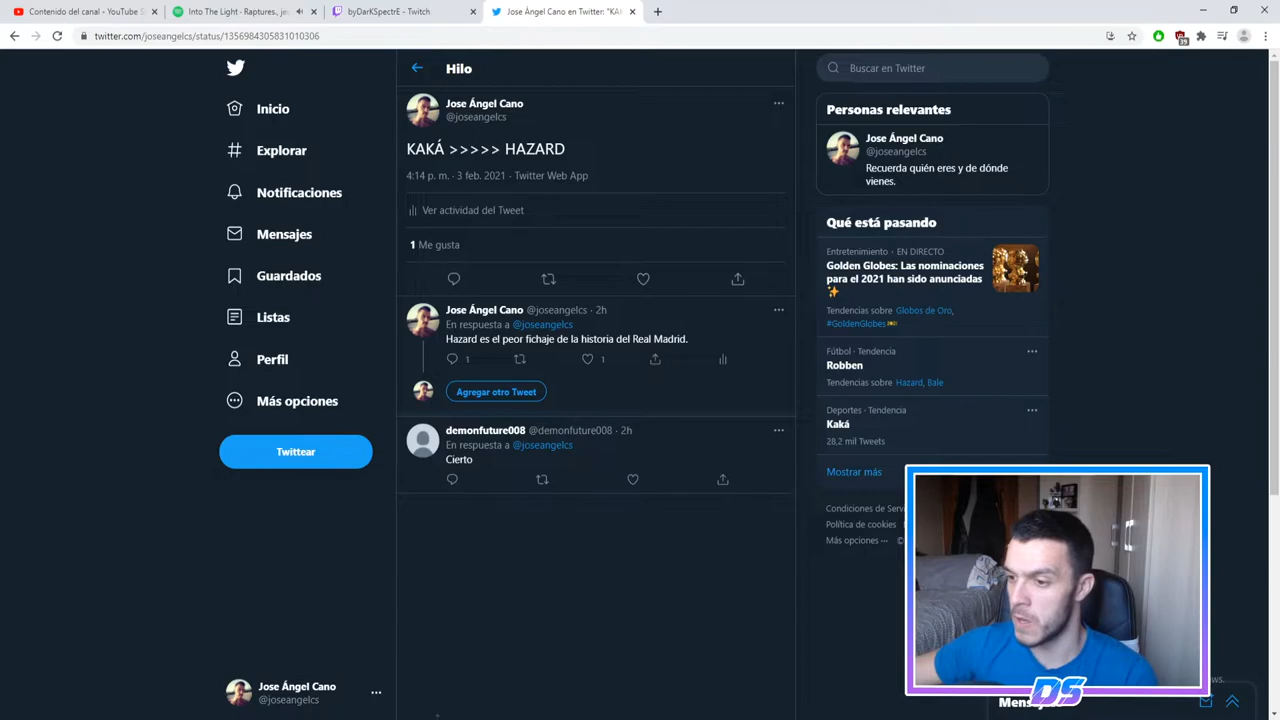 Contenido del canal • YouTube S
Into The Light · Raptures., je
byDarKSpectrE - Twitch
Jose Ángel Cano en Twitter: "KA
twitter.com/joseangelcs/status/1356984305831010306
39
Inicio
Explorar
Notificaciones
Mensajes
Guardados
Listas
Perfil
Más opciones
Twittear
Jose Ángel Cano
@joseangelcs
Hilo
Jose Ángel Cano
@joseangelcs
KAKÁ >>>>> HAZARD
4:14 p. m. · 3 feb. 2021 · Twitter Web App
Ver actividad del Tweet
1 Me gusta
Jose Ángel Cano @joseangelcs · 2h
En respuesta a @joseangelcs
Hazard es el peor fichaje de la historia del Real Madrid.
1 1
Agregar otro Tweet
demonfuture008 @demonfuture008 · 2h
En respuesta a @joseangelcs
Cierto
Buscar en Twitter
Personas relevantes
Jose Ángel Cano
@joseangelcs
Recuerda quién eres y de dónde
vienes.
Qué está pasando
Entretenimiento · EN DIRECTO
Golden Globes: Las nominaciones
para el 2021 han sido anunciadas
✨
Tendencias sobre Globos de Oro,
#GoldenGlobes
Fútbol · Tendencia
Robben
Tendencias sobre Hazard, Bale
Deportes · Tendencia
Kaká
28,2 mil Tweets
Mostrar más
Condiciones de Servi
Política de cookies
Más opciones ··· ©
DS